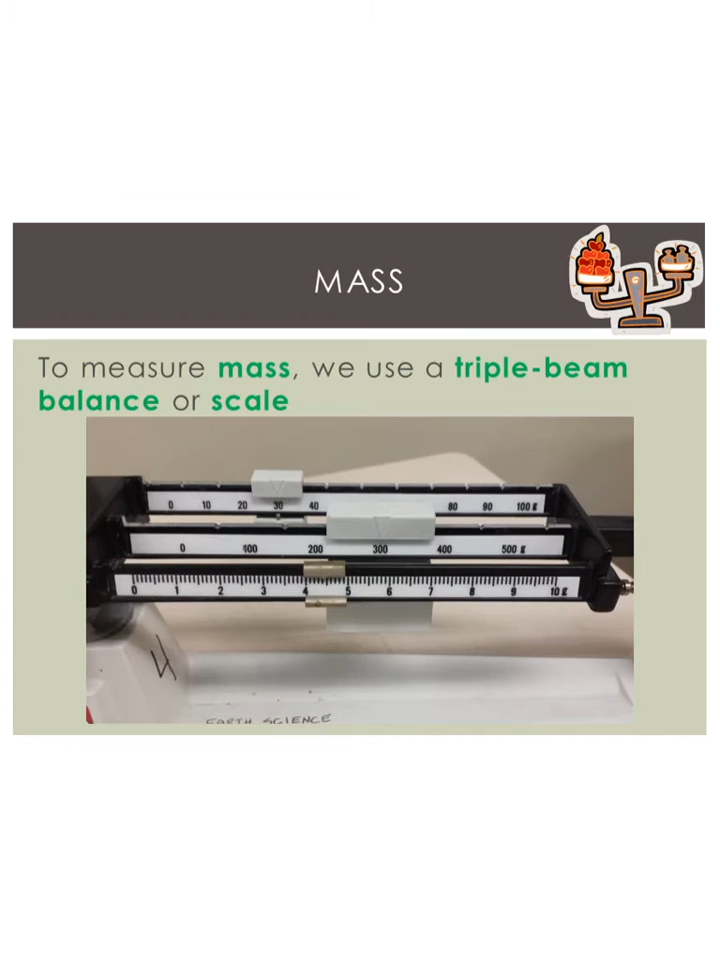 MASS
To measure mass, we use a triple-beam
balance or scale
0 10 20 30 40 80 90 100 g
0 100 200 300 400 500 g
0 1 2 3 4 5 6 7 8 9 10 g
4
EARTH SCIENCE